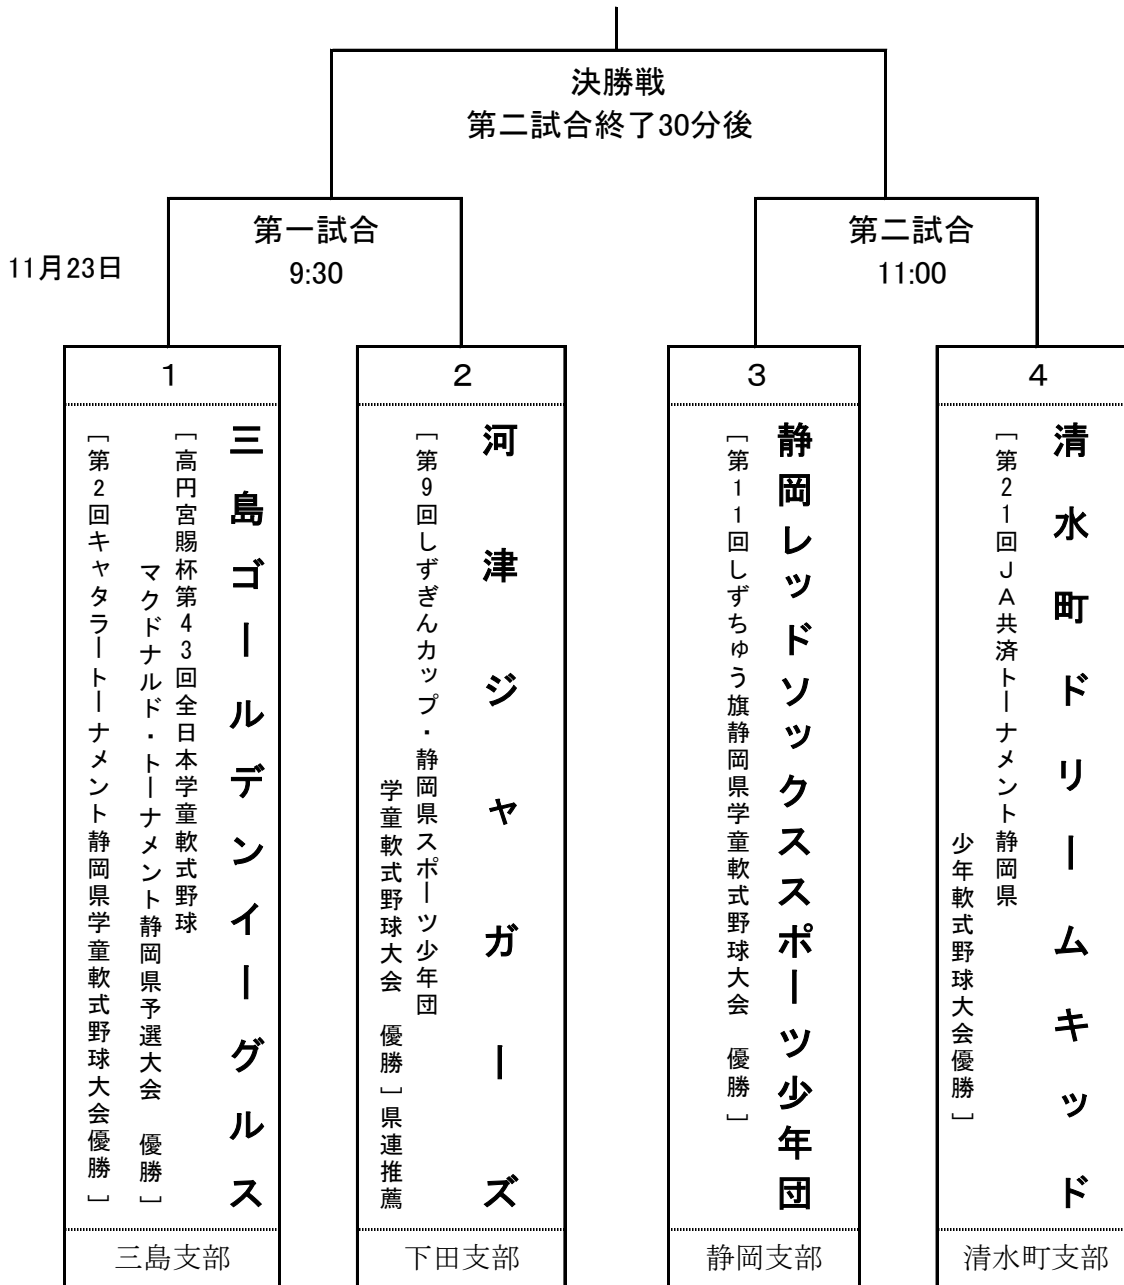 決勝戦
第二試合終了30分後
第一試合
9:30
第二試合
11:00
11月23日
1
三島ゴールデンイーグルス
［高円宮賜杯第43回全日本学童軟式野球
マクドナルド・トーナメント静岡県予選大会　優勝］
［第2回キャタラートーナメント静岡県学童軟式野球大会優勝］
三島支部
2
河津ジャガーズ
［第9回しずぎんカップ・静岡県スポーツ少年団
学童軟式野球大会　優勝］県連推薦
下田支部
3
静岡レッドソックススポーツ少年団
［第11回しずちゅう旗静岡県学童軟式野球大会　優勝］
静岡支部
4
清水町ドリームキッド
［第21回JA共済トーナメント静岡県
少年軟式野球大会優勝］
清水町支部